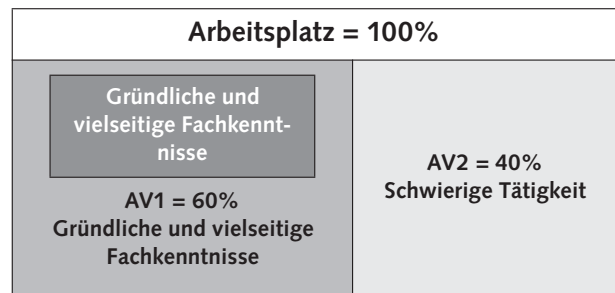 Arbeitsplatz = 100%
Gründliche und
vielseitige Fachkennt-
nisse
AV1 = 60%
Gründliche und vielseitige
Fachkenntnisse
AV2 = 40%
Schwierige Tätigkeit